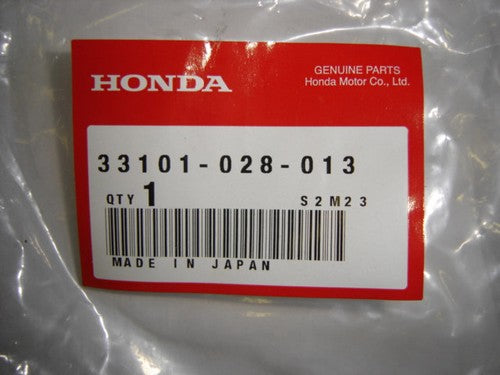 HONDA
GENUINE PARTS
Honda Motor Co., Ltd.
33101-028-013
QTY 1 S2M23
MADE IN JAPAN